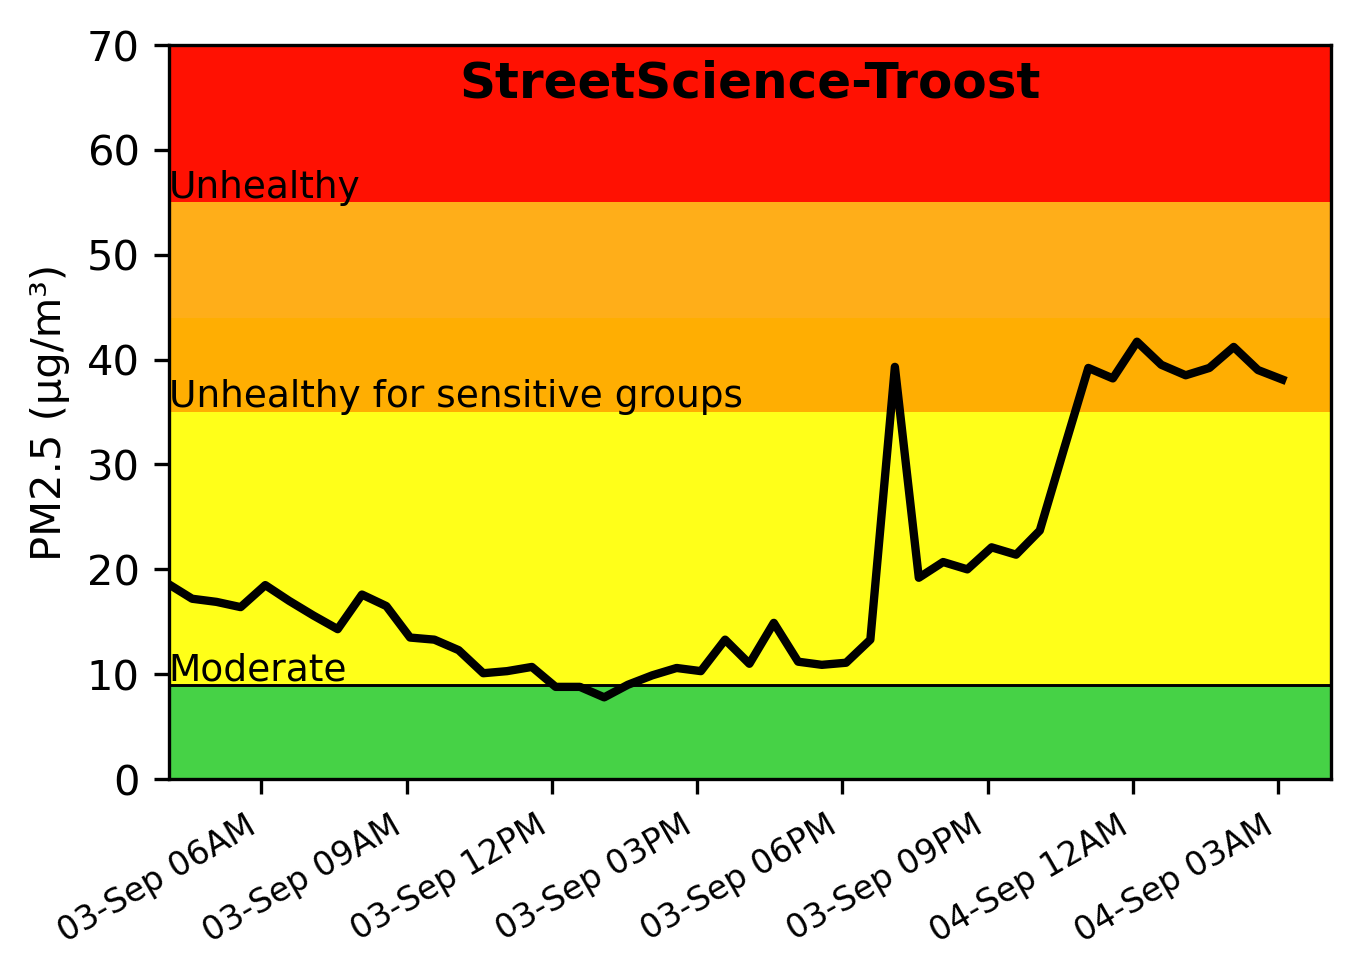 StreetScience-Troost
PM2.5 (µg/m³)
70
60
50
40
30
20
10
0
Unhealthy
Unhealthy for sensitive groups
Moderate
03-Sep 06AM
03-Sep 09AM
03-Sep 12PM
03-Sep 03PM
03-Sep 06PM
03-Sep 09PM
04-Sep 12AM
04-Sep 03AM